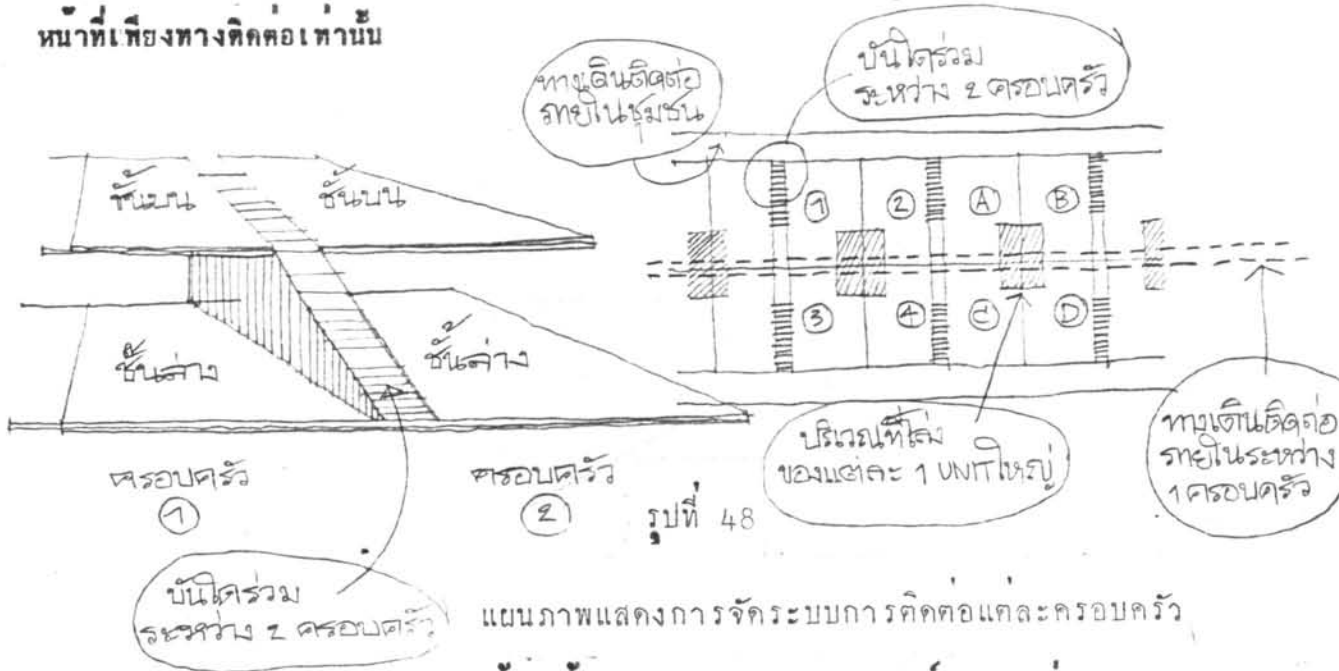 หน้าที่เพียงทางติดต่อเท่านั้น
ทางเดินติดต่อ
ภายในชุมชน
บันไดร่วม
ระหว่าง 2 ครอบครัว
ชั้นบน
ชั้นบน
1
2
A
B
3
4
C
D
ชั้นล่าง
ชั้นล่าง
บริเวณที่โล่ง
ของแต่ละ 1 UNIT ใหญ่
ทางเดินติดต่อ
ภายในระหว่าง
1 ครอบครัว
ครอบครัว
1
ครอบครัว
2
รูปที่ 48
บันไดร่วม
ระหว่าง 2 ครอบครัว
แผนภาพแสดงการจัดระบบการติดต่อแต่ละครอบครัว